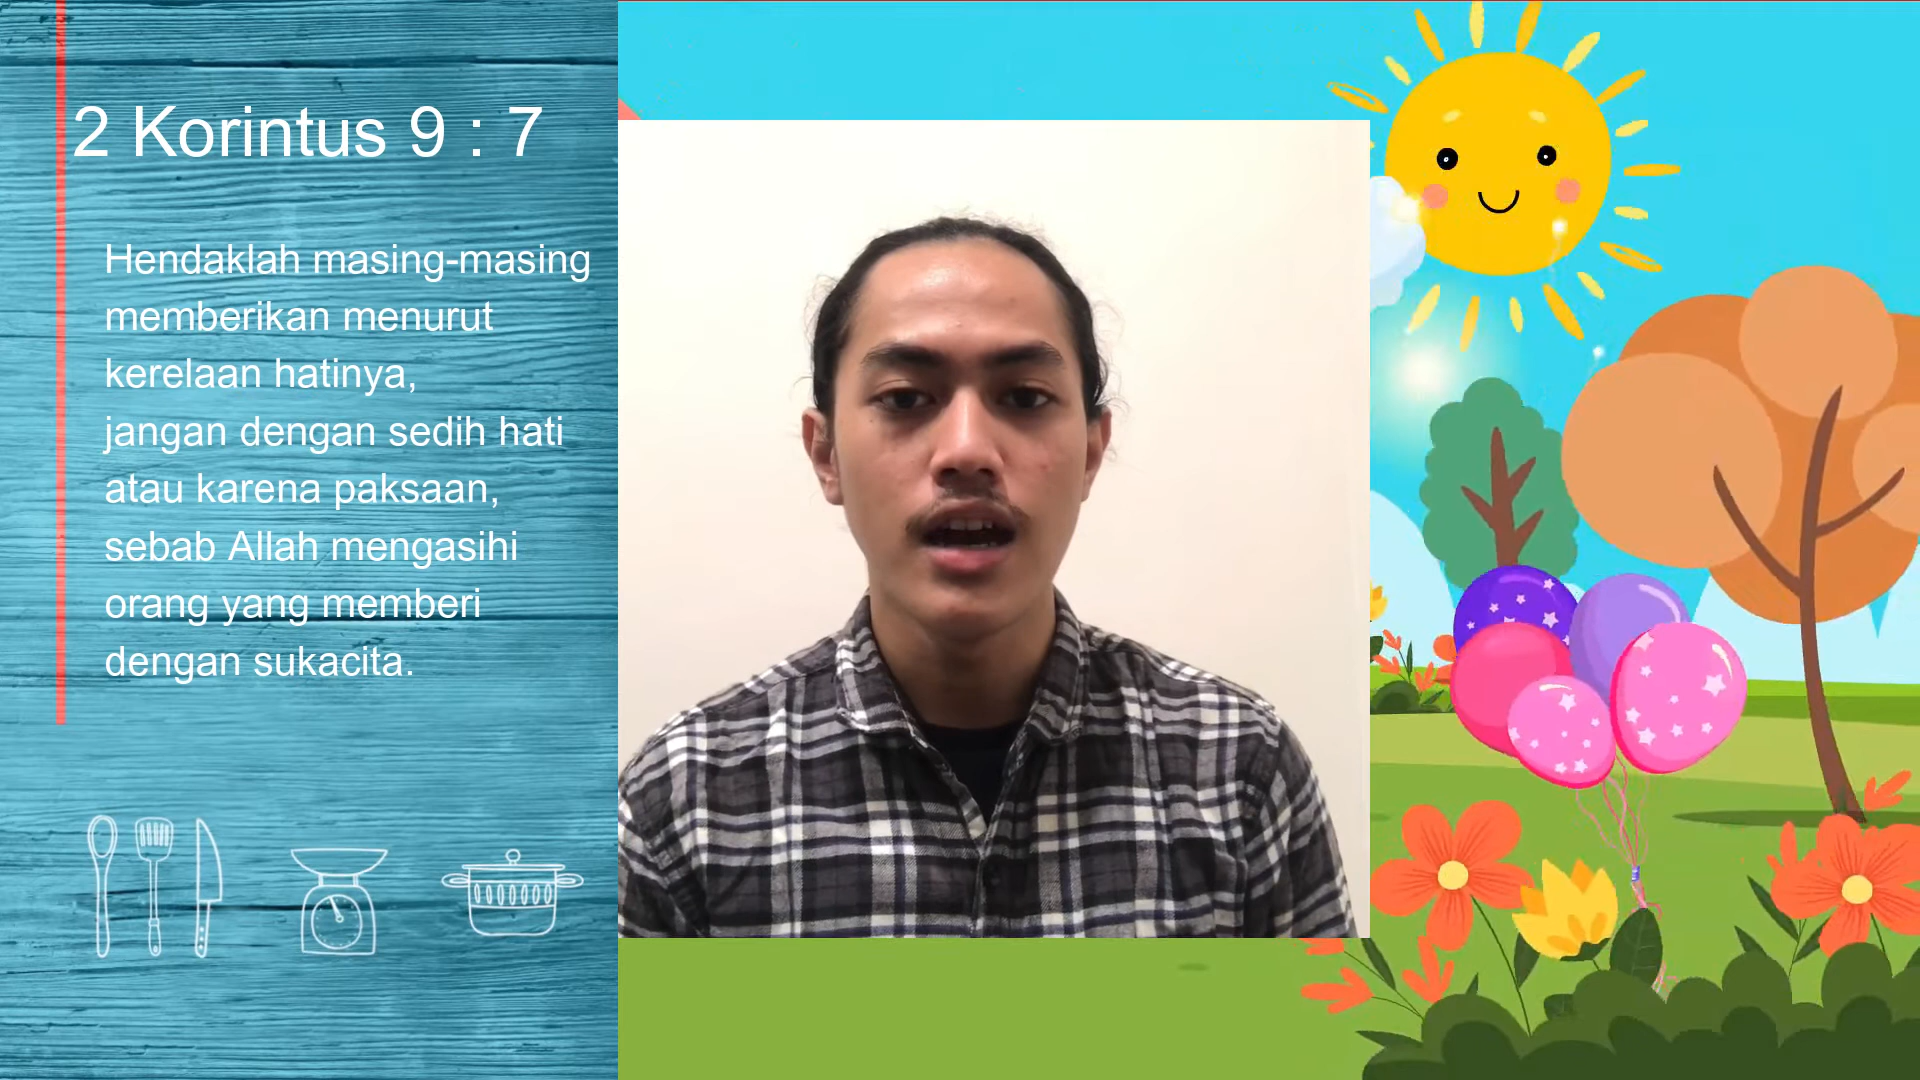 2 Korintus 9 : 7
Hendaklah masing-masing
memberikan menurut
kerelaan hatinya,
jangan dengan sedih hati
atau karena paksaan,
sebab Allah mengasihi
orang yang memberi
dengan sukacita.